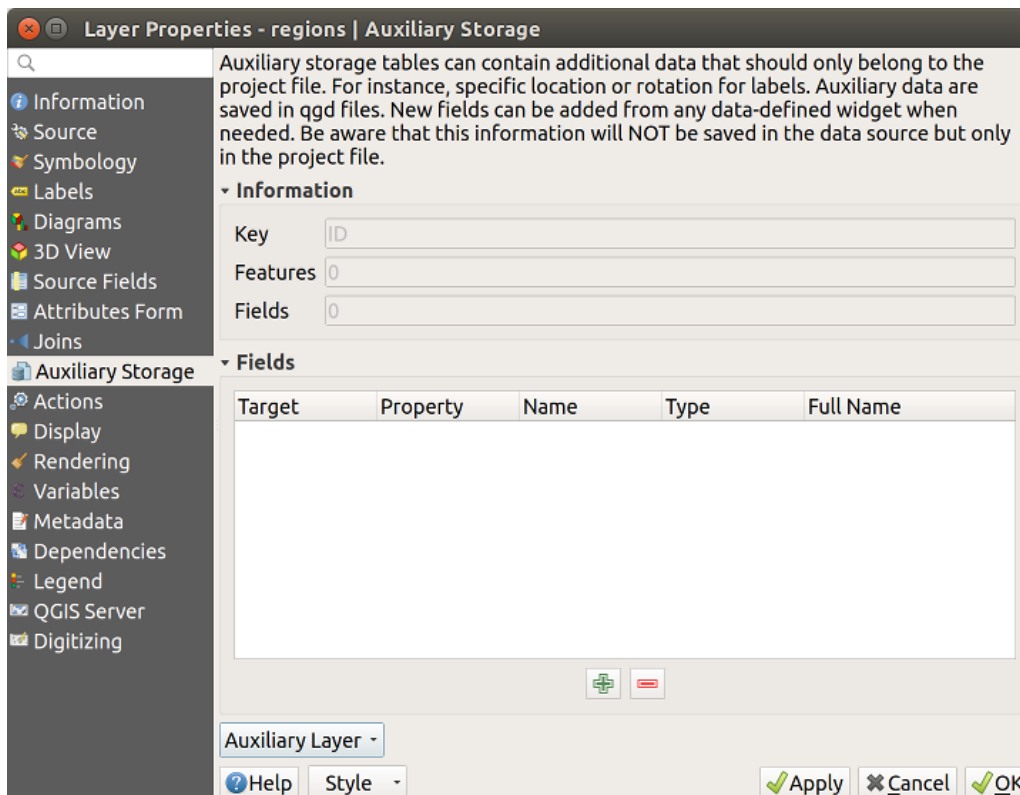 Layer Properties - regions | Auxiliary Storage
Information
Source
Symbology
Labels
Diagrams
3D View
Source Fields
Attributes Form
Joins
Auxiliary Storage
Actions
Display
Rendering
Variables
Metadata
Dependencies
Legend
QGIS Server
Digitizing
Auxiliary storage tables can contain additional data that should only belong to the
project file. For instance, specific location or rotation for labels. Auxiliary data are
saved in qgd files. New fields can be added from any data-defined widget when
needed. Be aware that this information will NOT be saved in the data source but only
in the project file.
Information
Key ID
Features 0
Fields 0
Fields
Target Property Name Type Full Name
Auxiliary Layer
Help Style Apply Cancel OK